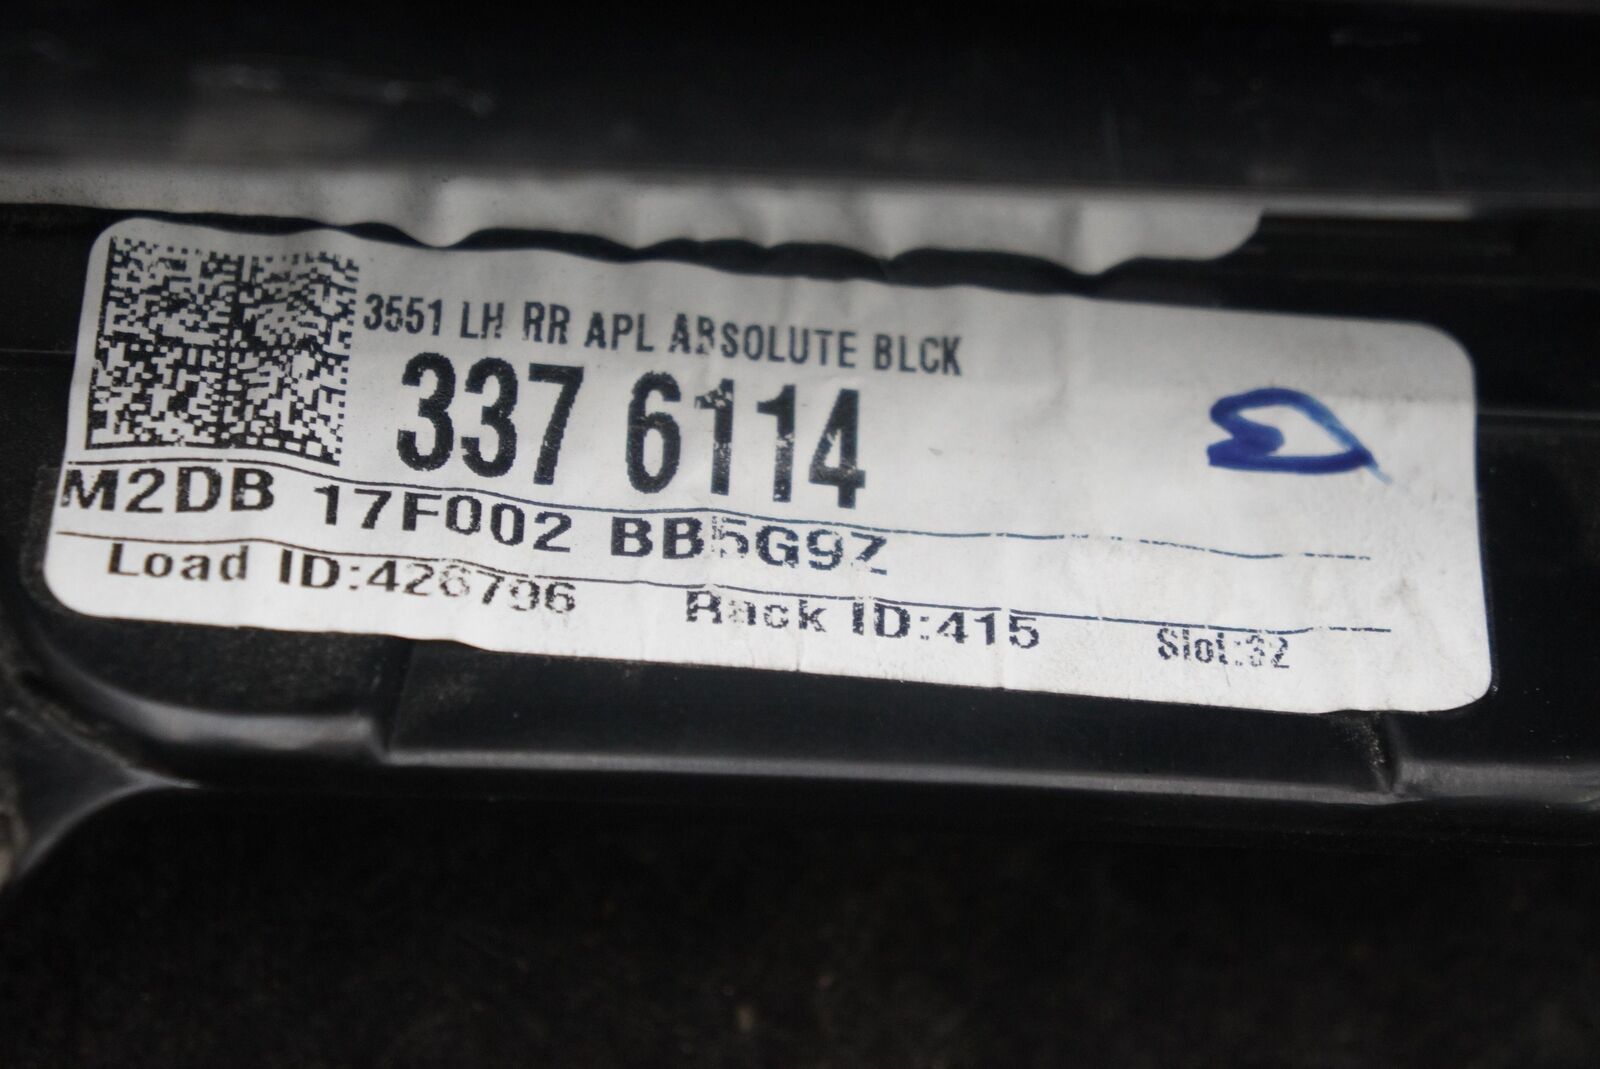 3551 LH RR APL ABSOLUTE BLCK
337 6114
M2DB 17F002 BB5G9Z
Load ID:426796 Rack ID:415 Slot:32